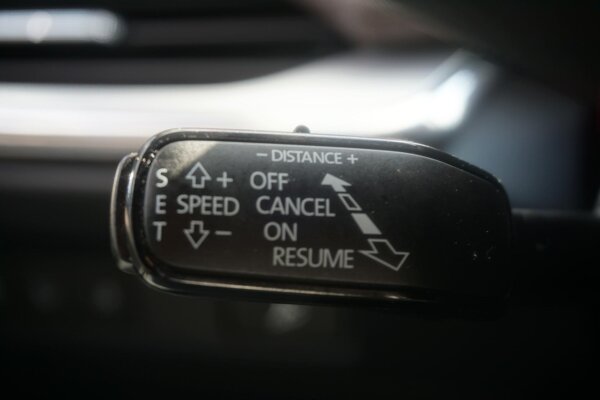 - DISTANCE +
S + OFF
E SPEED CANCEL
T - ON
RESUME